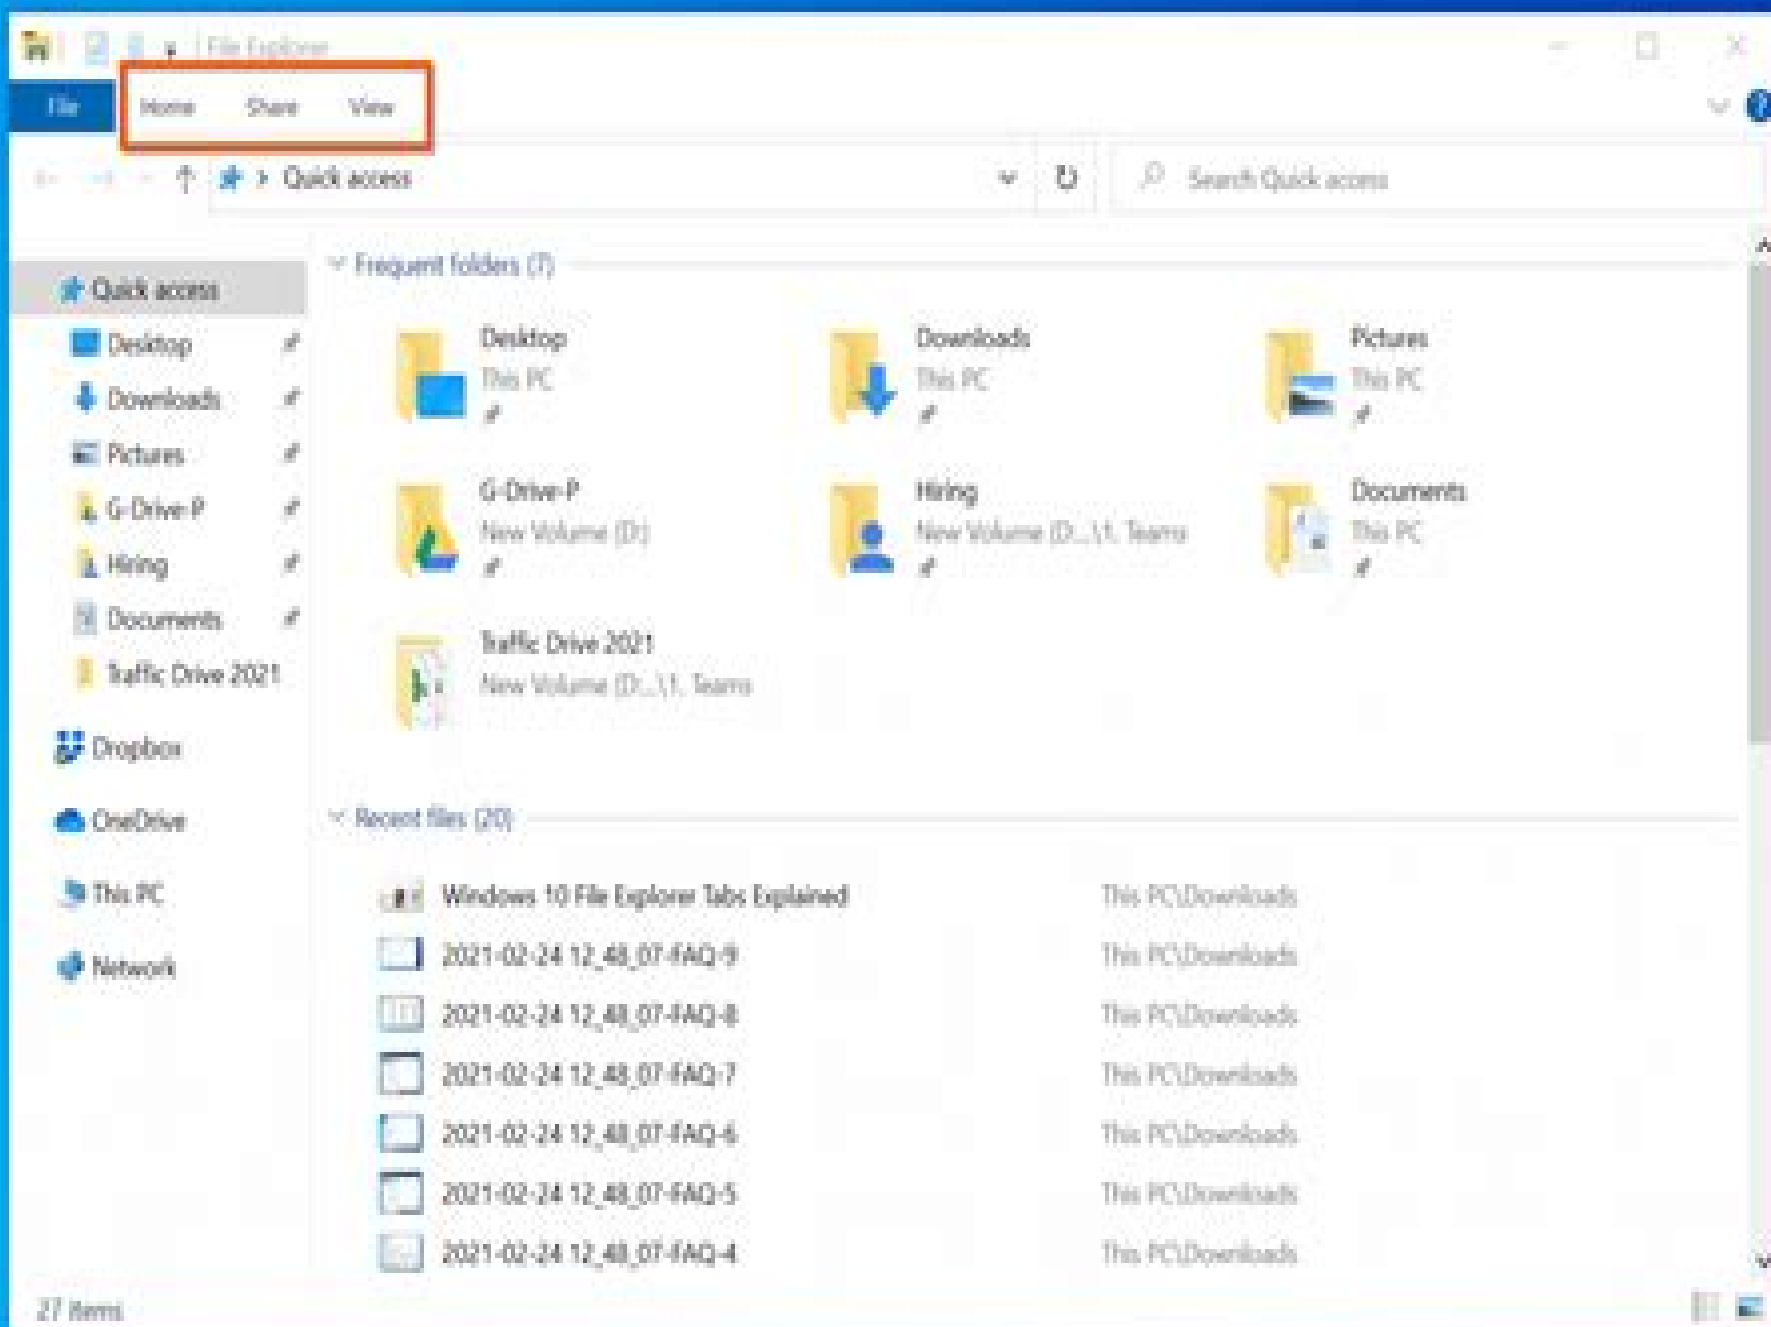 File Explorer
File Home Share View
Quick access
Search Quick access
Quick access
Desktop
Downloads
Pictures
G-Drive-P
Hiring
Documents
Traffic Drive 2021
Dropbox
OneDrive
This PC
Network
Frequent folders (7)
Desktop
This PC
Downloads
This PC
Pictures
This PC
G-Drive-P
New Volume (D:)
Hiring
New Volume (D...\1. Teams
Documents
This PC
Traffic Drive 2021
New Volume (D:...\1. Teams
Recent files (20)
Windows 10 File Explorer Tabs Explained This PC\Downloads
2021-02-24 12_48_07-FAQ-9 This PC\Downloads
2021-02-24 12_48_07-FAQ-8 This PC\Downloads
2021-02-24 12_48_07-FAQ-7 This PC\Downloads
2021-02-24 12_48_07-FAQ-6 This PC\Downloads
2021-02-24 12_48_07-FAQ-5 This PC\Downloads
2021-02-24 12_48_07-FAQ-4 This PC\Downloads
27 items